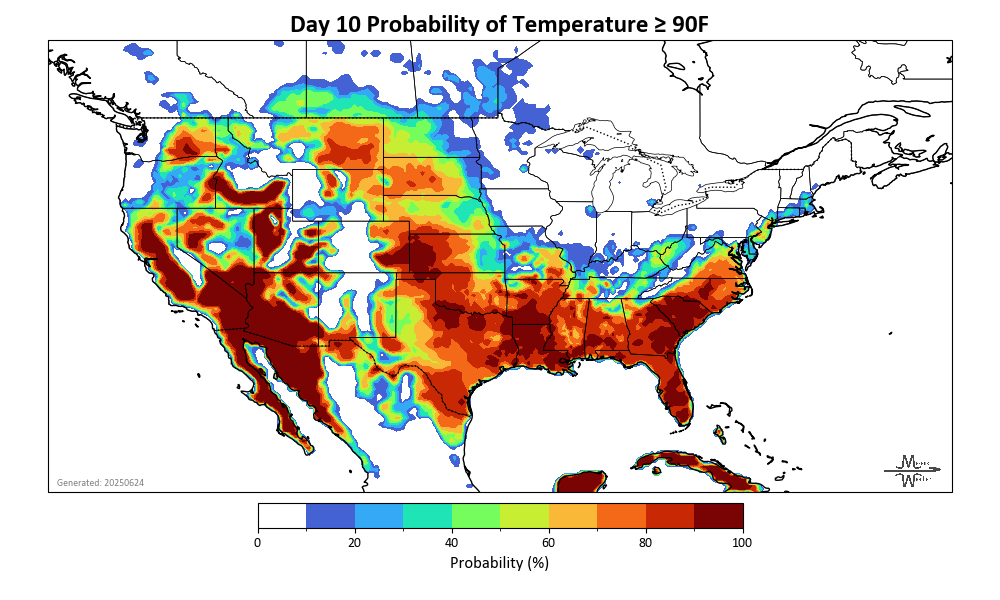 Day 10 Probability of Temperature ≥ 90F
Generated: 20250624
0 20 40 60 80 100
Probability (%)